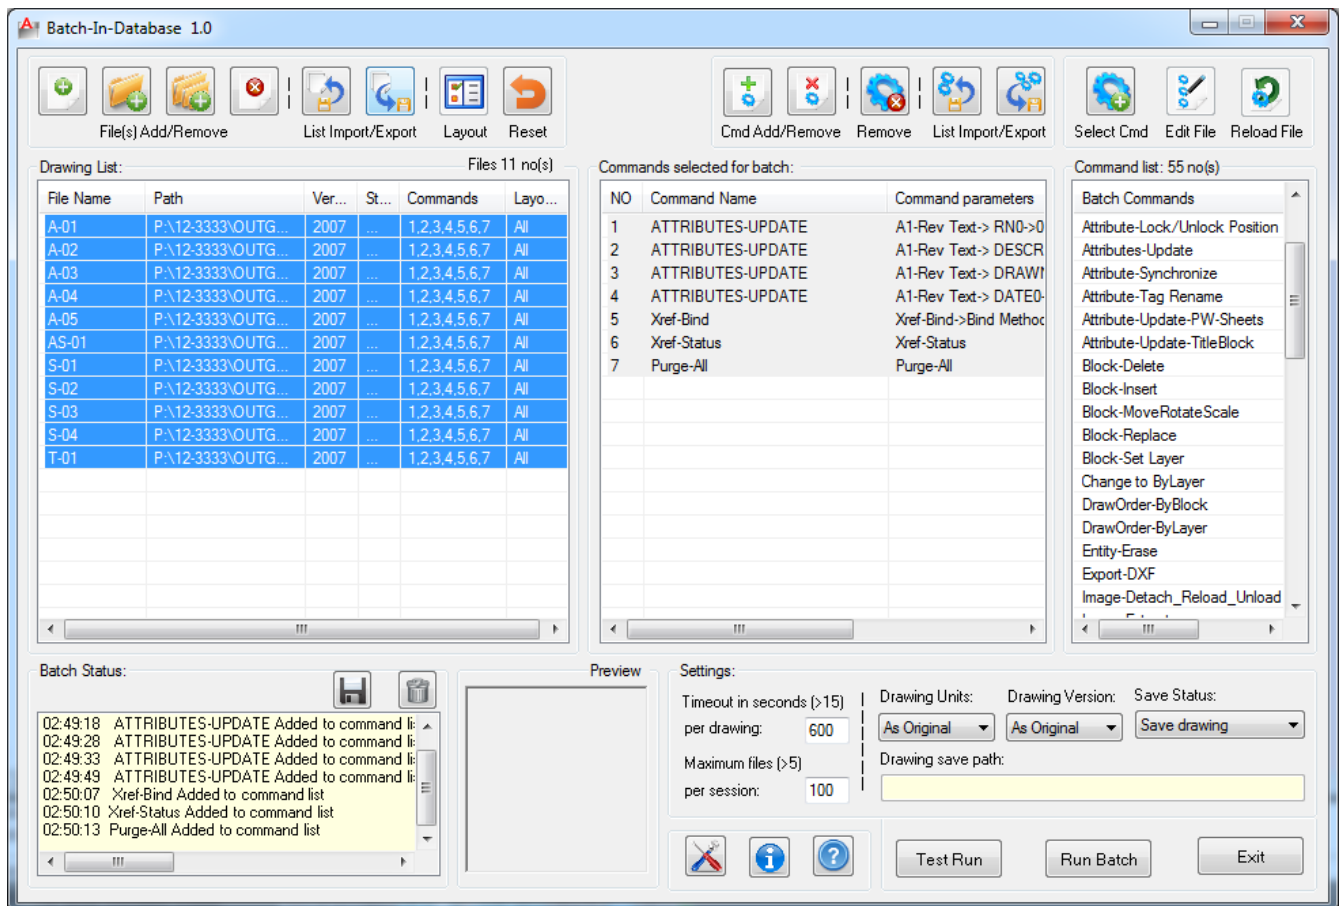 Batch-In-Database 1.0
File(s) Add/Remove List Import/Export Layout Reset
Cmd Add/Remove Remove List Import/Export
Select Cmd Edit File Reload File
Drawing List: Files 11 no(s)
File Name Path Ver... St... Commands Layo...
A-01 P:\12-3333\OUTG... 2007 ... 1,2,3,4,5,6,7 All
A-02 P:\12-3333\OUTG... 2007 ... 1,2,3,4,5,6,7 All
A-03 P:\12-3333\OUTG... 2007 ... 1,2,3,4,5,6,7 All
A-04 P:\12-3333\OUTG... 2007 ... 1,2,3,4,5,6,7 All
A-05 P:\12-3333\OUTG... 2007 ... 1,2,3,4,5,6,7 All
AS-01 P:\12-3333\OUTG... 2007 ... 1,2,3,4,5,6,7 All
S-01 P:\12-3333\OUTG... 2007 ... 1,2,3,4,5,6,7 All
S-02 P:\12-3333\OUTG... 2007 ... 1,2,3,4,5,6,7 All
S-03 P:\12-3333\OUTG... 2007 ... 1,2,3,4,5,6,7 All
S-04 P:\12-3333\OUTG... 2007 ... 1,2,3,4,5,6,7 All
T-01 P:\12-3333\OUTG... 2007 ... 1,2,3,4,5,6,7 All
Commands selected for batch:
NO Command Name Command parameters
1 ATTRIBUTES-UPDATE A1-Rev Text-> RN0->0
2 ATTRIBUTES-UPDATE A1-Rev Text-> DESCR
3 ATTRIBUTES-UPDATE A1-Rev Text-> DRAW
4 ATTRIBUTES-UPDATE A1-Rev Text-> DATE0-
5 Xref-Bind Xref-Bind->Bind Method
6 Xref-Status Xref-Status
7 Purge-All Purge-All
Command list: 55 no(s)
Batch Commands
Attribute-Lock/Unlock Position
Attributes-Update
Attribute-Synchronize
Attribute-Tag Rename
Attribute-Update-PW-Sheets
Attribute-Update-TitleBlock
Block-Delete
Block-Insert
Block-MoveRotateScale
Block-Replace
Block-Set Layer
Change to ByLayer
DrawOrder-ByBlock
DrawOrder-ByLayer
Entity-Erase
Export-DXF
Image-Detach_Reload_Unload
Batch Status:
02:49:18 ATTRIBUTES-UPDATE Added to command li
02:49:28 ATTRIBUTES-UPDATE Added to command li
02:49:33 ATTRIBUTES-UPDATE Added to command li
02:49:49 ATTRIBUTES-UPDATE Added to command li
02:50:07 Xref-Bind Added to command list
02:50:10 Xref-Status Added to command list
02:50:13 Purge-All Added to command list
Preview
Settings:
Timeout in seconds (>15)
per drawing: 600
Maximum files (>5)
per session: 100
Drawing Units: Drawing Version: Save Status:
As Original As Original Save drawing
Drawing save path:
Test Run Run Batch Exit